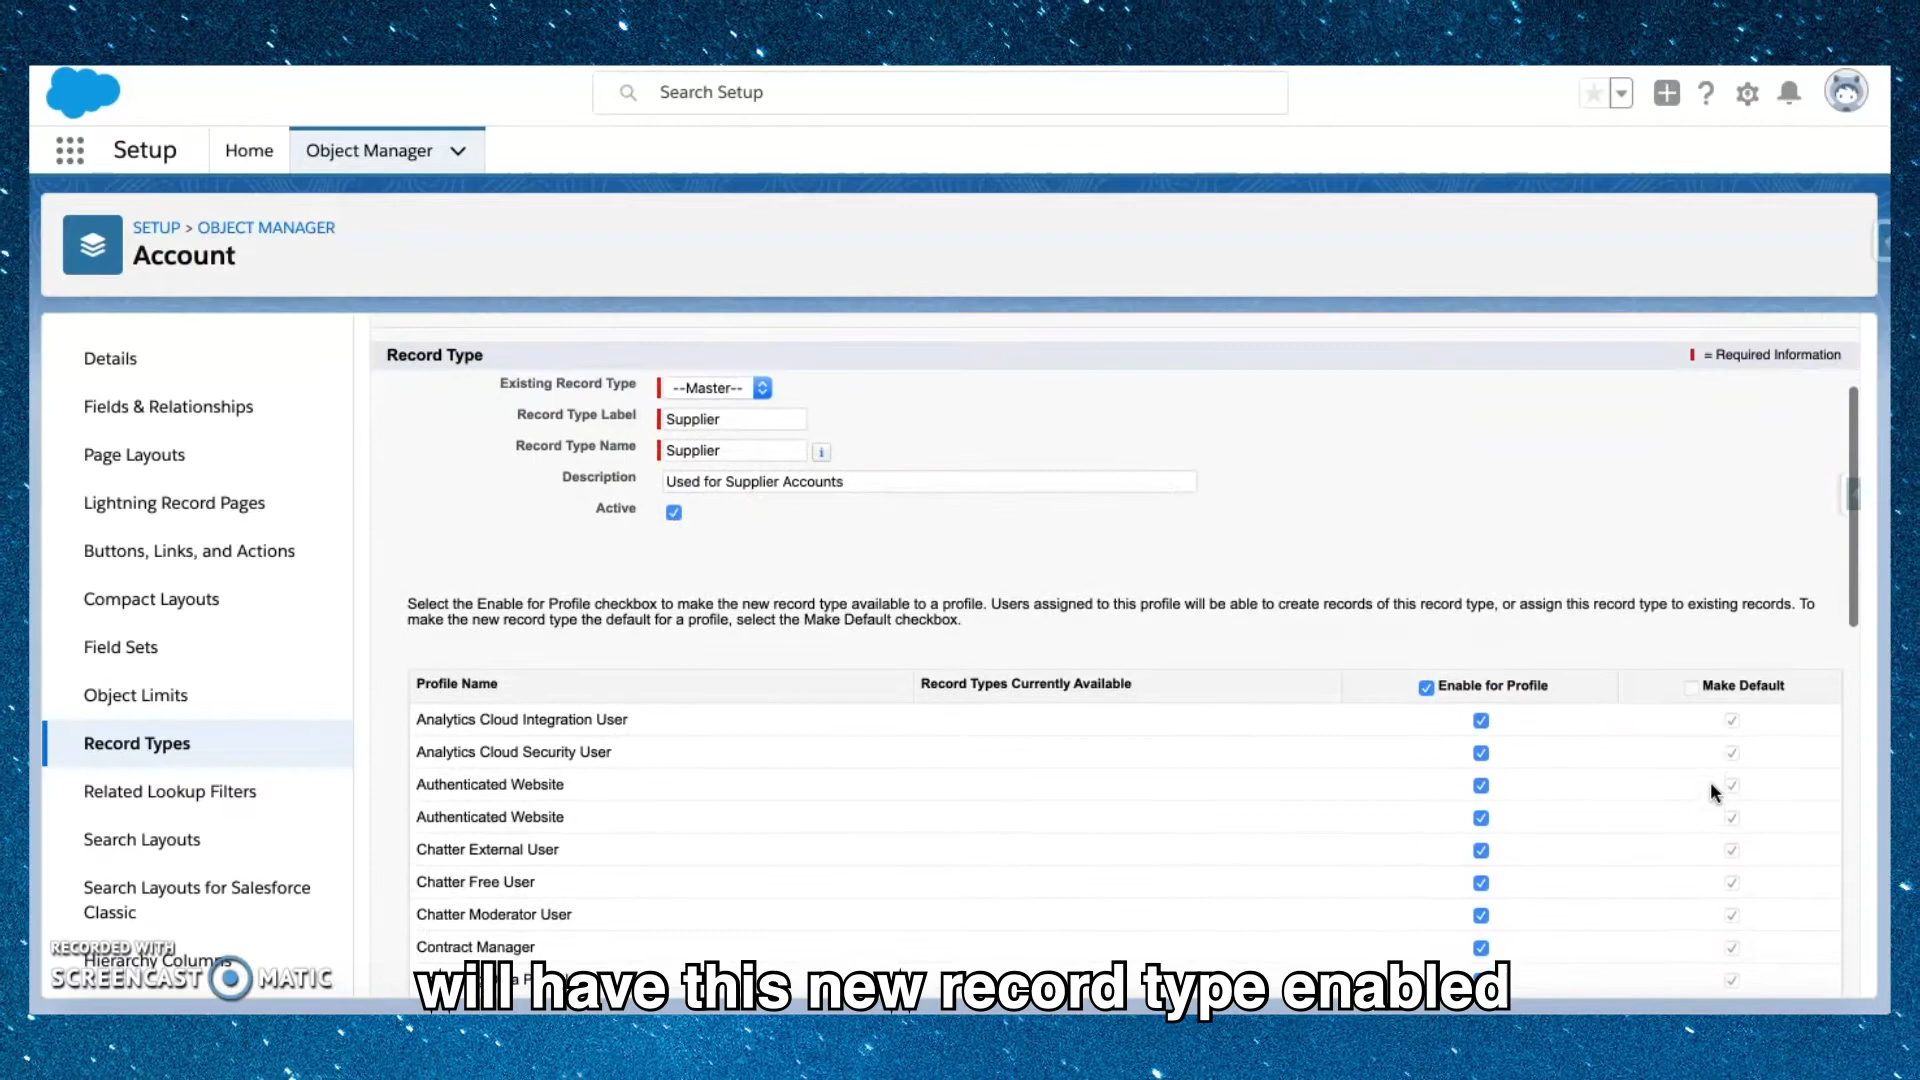 Search Setup
Setup
Home
Object Manager
SETUP > OBJECT MANAGER
Account
Details
Fields & Relationships
Page Layouts
Lightning Record Pages
Buttons, Links, and Actions
Compact Layouts
Field Sets
Object Limits
Record Types
Related Lookup Filters
Search Layouts
Search Layouts for Salesforce
Classic
Hierarchy Columns
Record Type
= Required Information
Existing Record Type --Master--
Record Type Label Supplier
Record Type Name Supplier
Description Used for Supplier Accounts
Active
Select the Enable for Profile checkbox to make the new record type available to a profile. Users assigned to this profile will be able to create records of this record type, or assign this record type to existing records. To
make the new record type the default for a profile, select the Make Default checkbox.
Profile Name Record Types Currently Available Enable for Profile Make Default
Analytics Cloud Integration User
Analytics Cloud Security User
Authenticated Website
Authenticated Website
Chatter External User
Chatter Free User
Chatter Moderator User
Contract Manager
RECORDED WITH
SCREENCAST MATIC
will have this new record type enabled